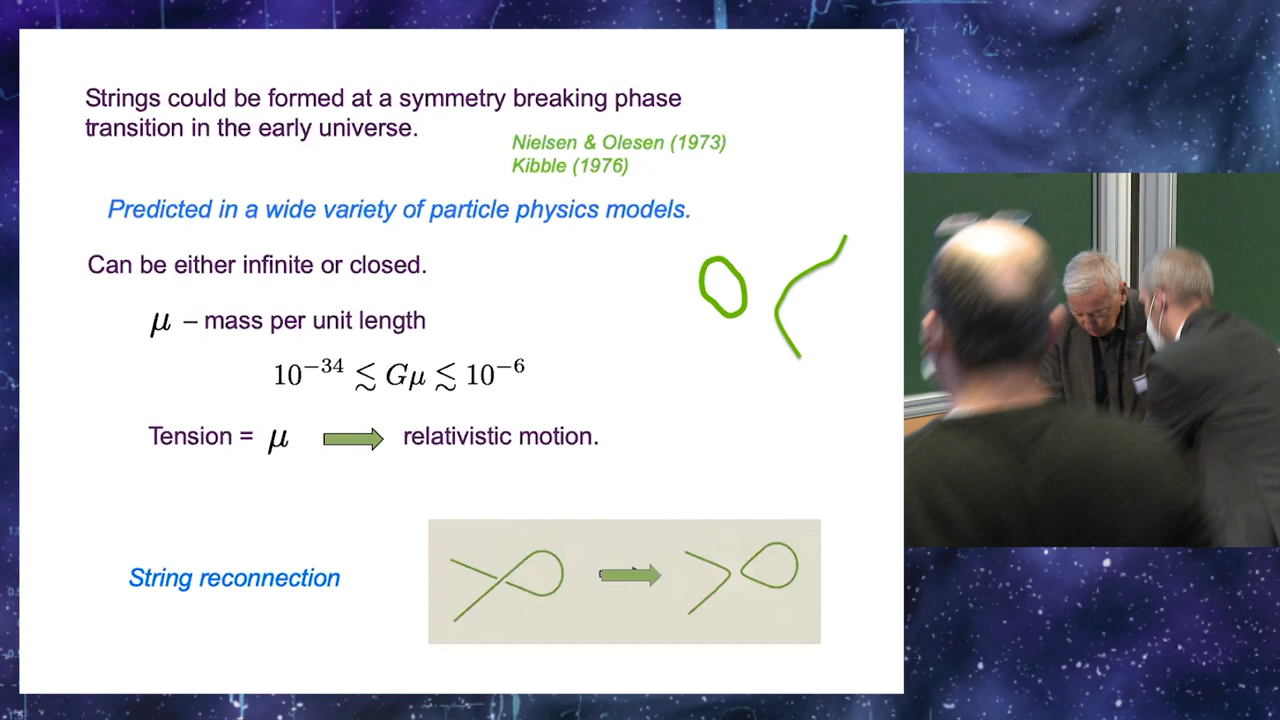 Strings could be formed at a symmetry breaking phase
transition in the early universe.
Nielsen & Olesen (1973)
Kibble (1976)
Predicted in a wide variety of particle physics models.
Can be either infinite or closed.
μ – mass per unit length
10⁻³⁴ ≲ Gμ ≲ 10⁻⁶
Tension = μ relativistic motion.
String reconnection